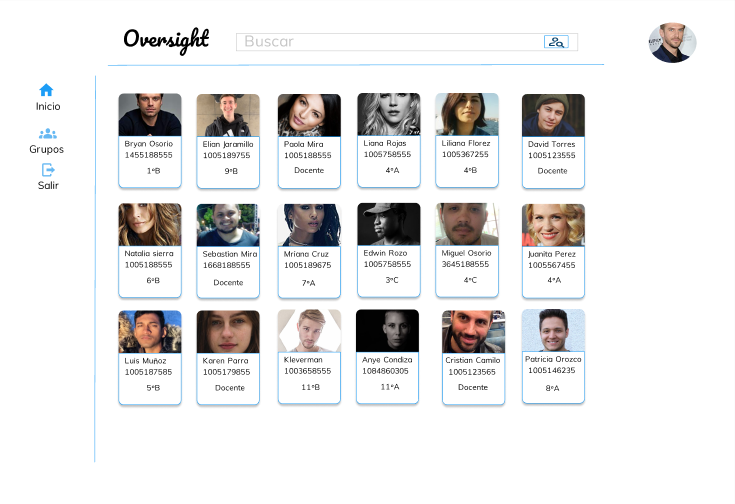 Oversight
Buscar
Inicio
Grupos
Salir
Bryan Osorio
1455188555
1°B
Elian Jaramillo
1005189755
9°B
Paola Mira
1005188555
Docente
Liana Rojas
1005758555
4°A
Liliana Florez
1005367255
4°B
David Torres
1005123555
Docente
Natalia sierra
1005188555
6°B
Sebastian Mira
1668188555
Docente
Mriana Cruz
1005189675
7°A
Edwin Rozo
1005758555
3°C
Miguel Osorio
3645188555
4°C
Juanita Perez
1005567455
4°A
Luis Muñoz
1005187585
5°B
Karen Parra
1005179855
Docente
Kleverman
1003658555
11°B
Anye Condiza
1084860305
11°A
Cristian Camilo
1005123565
Docente
Patricia Orozco
1005146235
8°A